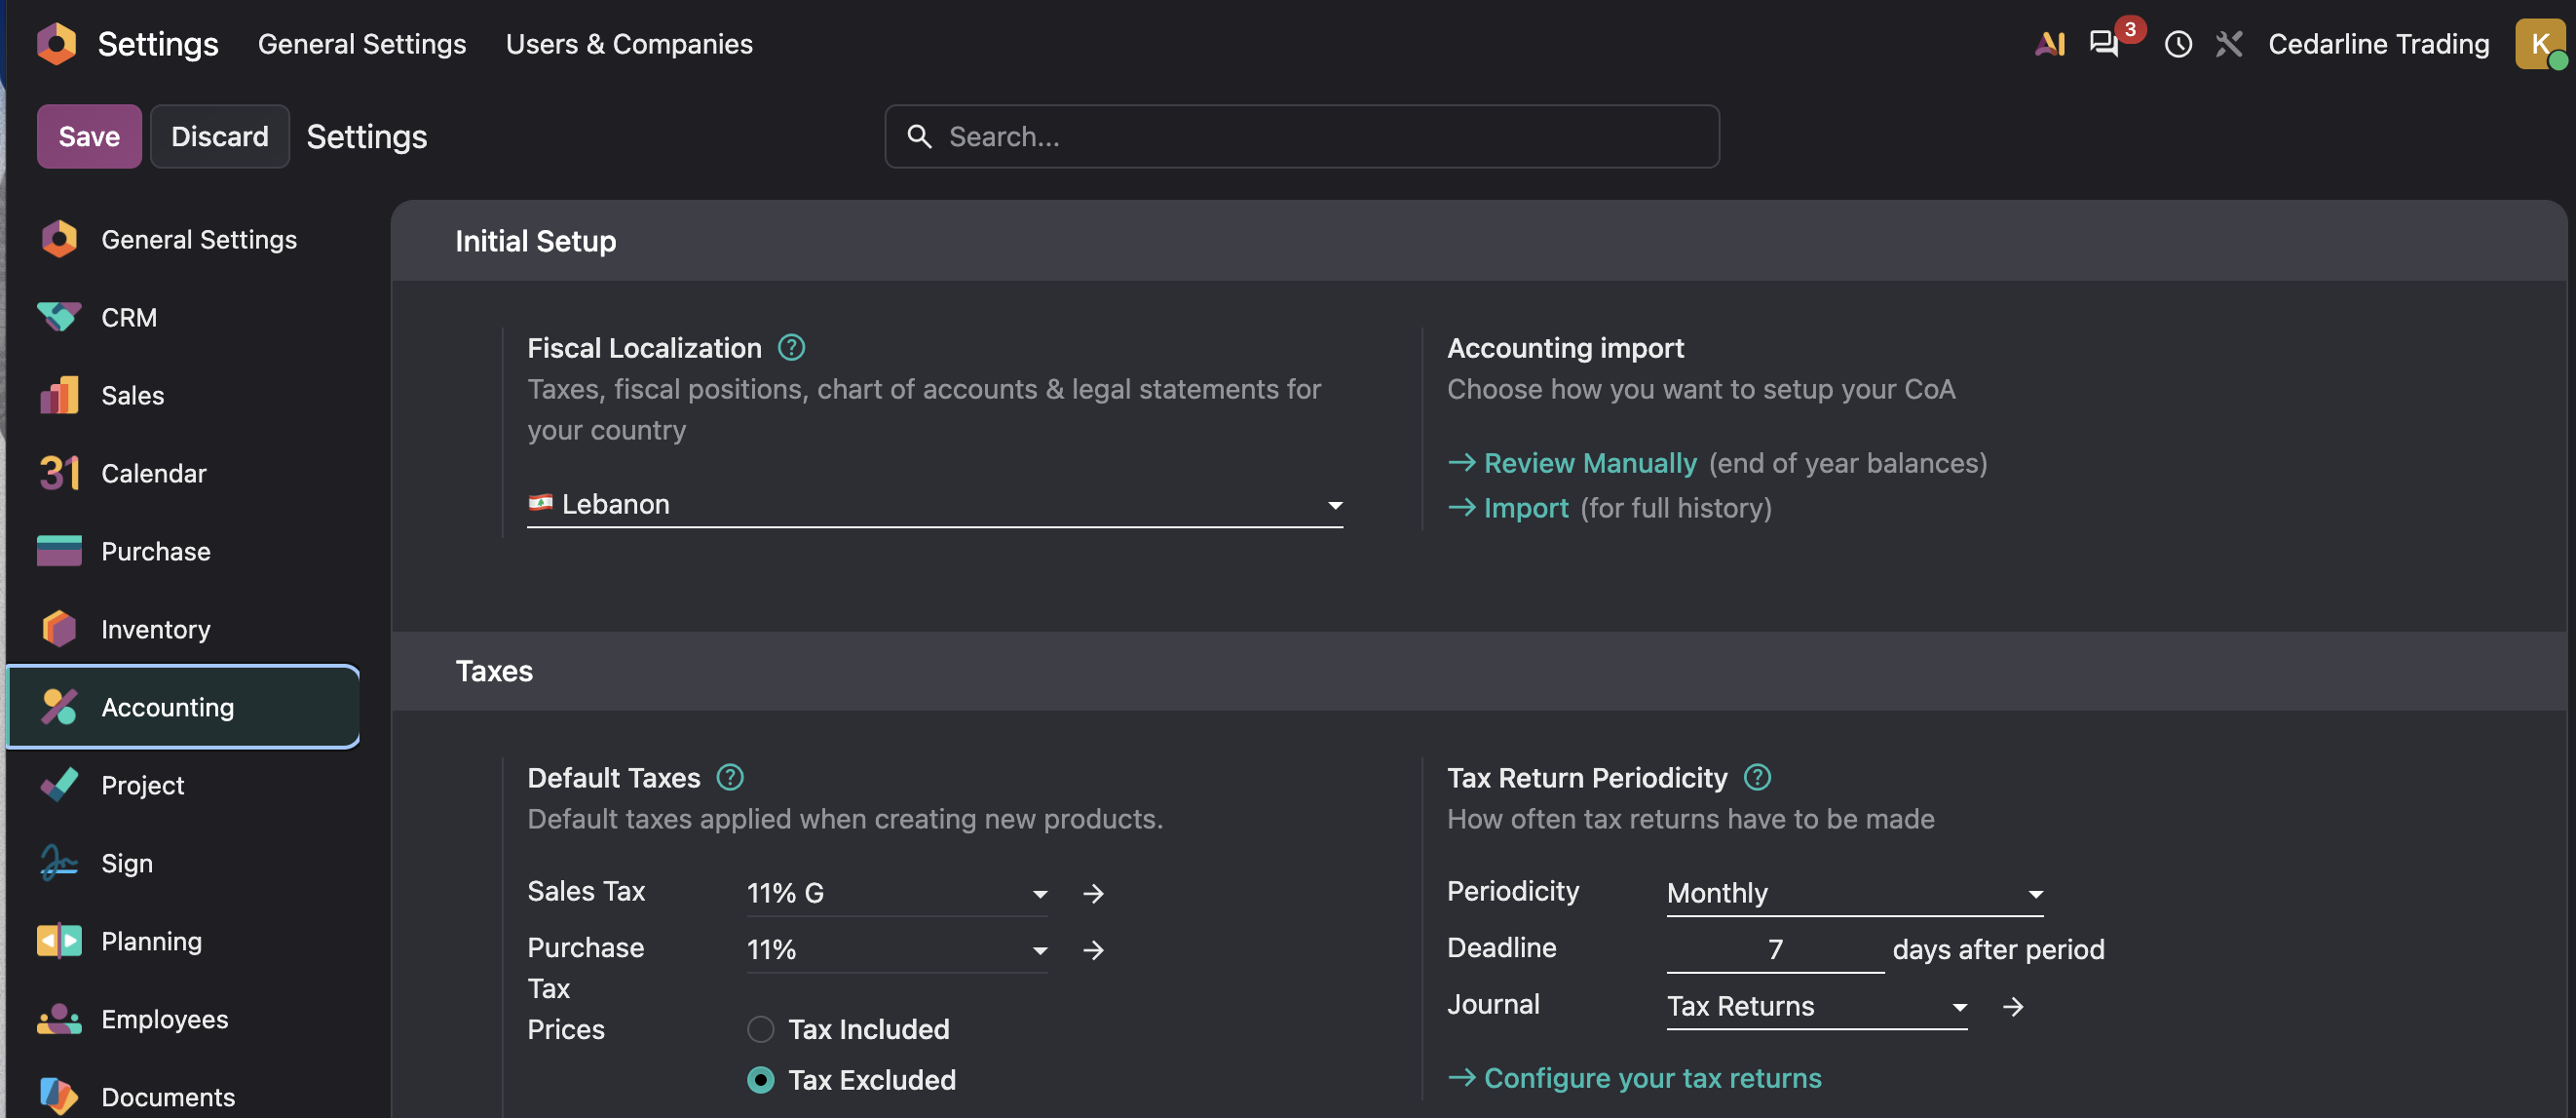 Settings General Settings Users & Companies
3
Cedarline Trading
K
Save Discard Settings
Search...
General Settings
CRM
Sales
31 Calendar
Purchase
Inventory
Accounting
Project
Sign
Planning
Employees
Documents
Initial Setup
Fiscal Localization ?
Taxes, fiscal positions, chart of accounts & legal statements for
your country
Lebanon
Accounting import
Choose how you want to setup your CoA
→ Review Manually (end of year balances)
→ Import (for full history)
Taxes
Default Taxes ?
Default taxes applied when creating new products.
Sales Tax 11% G →
Purchase 11% →
Tax
Prices Tax Included
Tax Excluded
Tax Return Periodicity ?
How often tax returns have to be made
Periodicity Monthly
Deadline 7 days after period
Journal Tax Returns →
→ Configure your tax returns